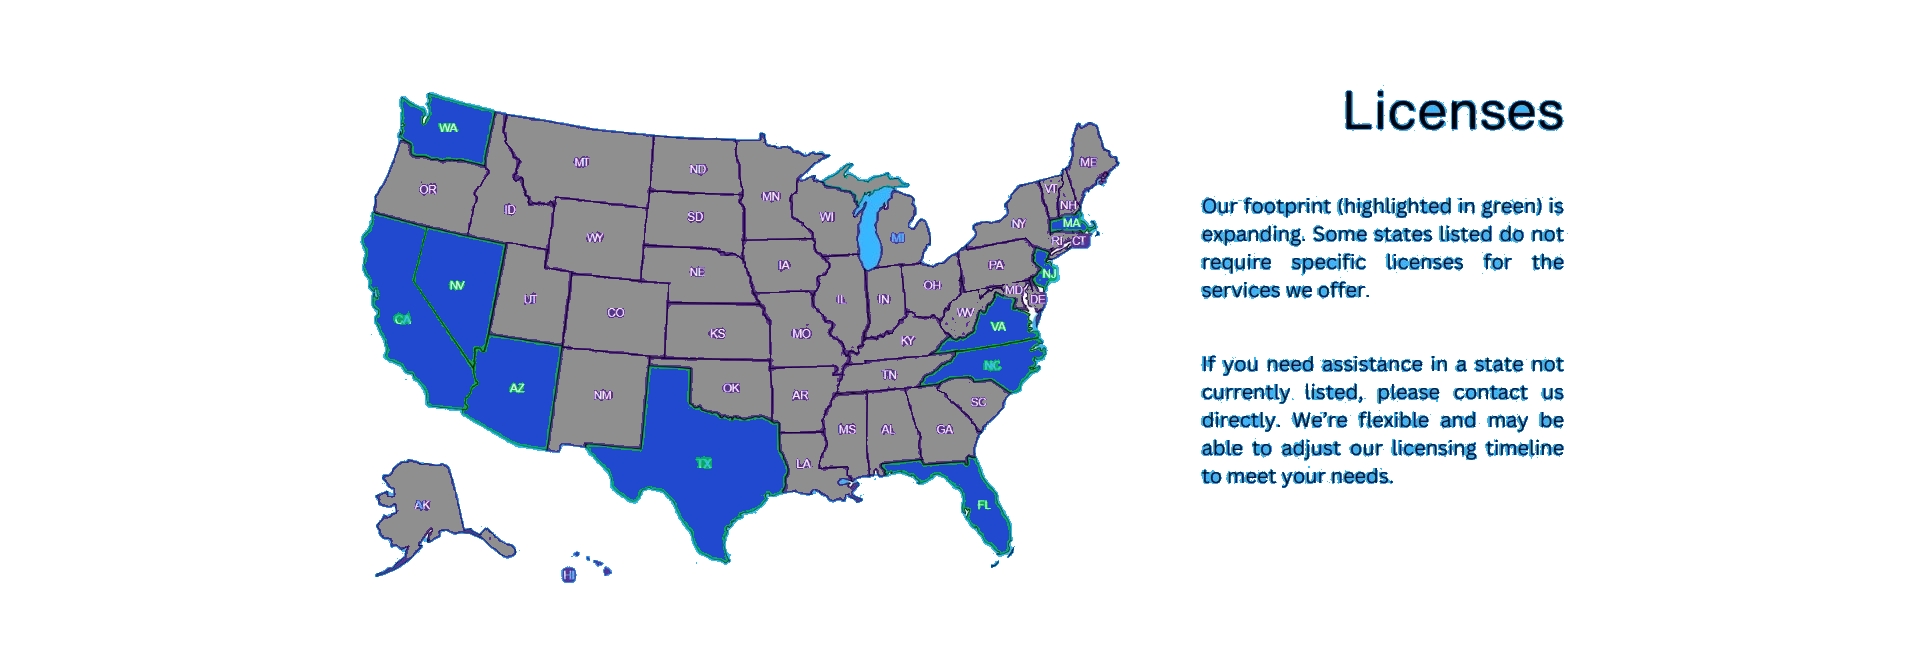 Licenses
Our footprint (highlighted in green) is
expanding. Some states listed do not
require specific licenses for the
services we offer.
If you need assistance in a state not
currently listed, please contact us
directly. We’re flexible and may be
able to adjust our licensing timeline
to meet your needs.
WA
MT
ND
MN
OR
ID
SD
WI
MI
WY
NE
IA
NV
UT
CO
KS
MO
IL
IN
OH
PA
NY
VT
NH
ME
MA
RI
CT
NJ
MD
DE
WV
VA
KY
CA
AZ
NM
OK
AR
TN
NC
SC
TX
LA
MS
AL
GA
FL
AK
HI